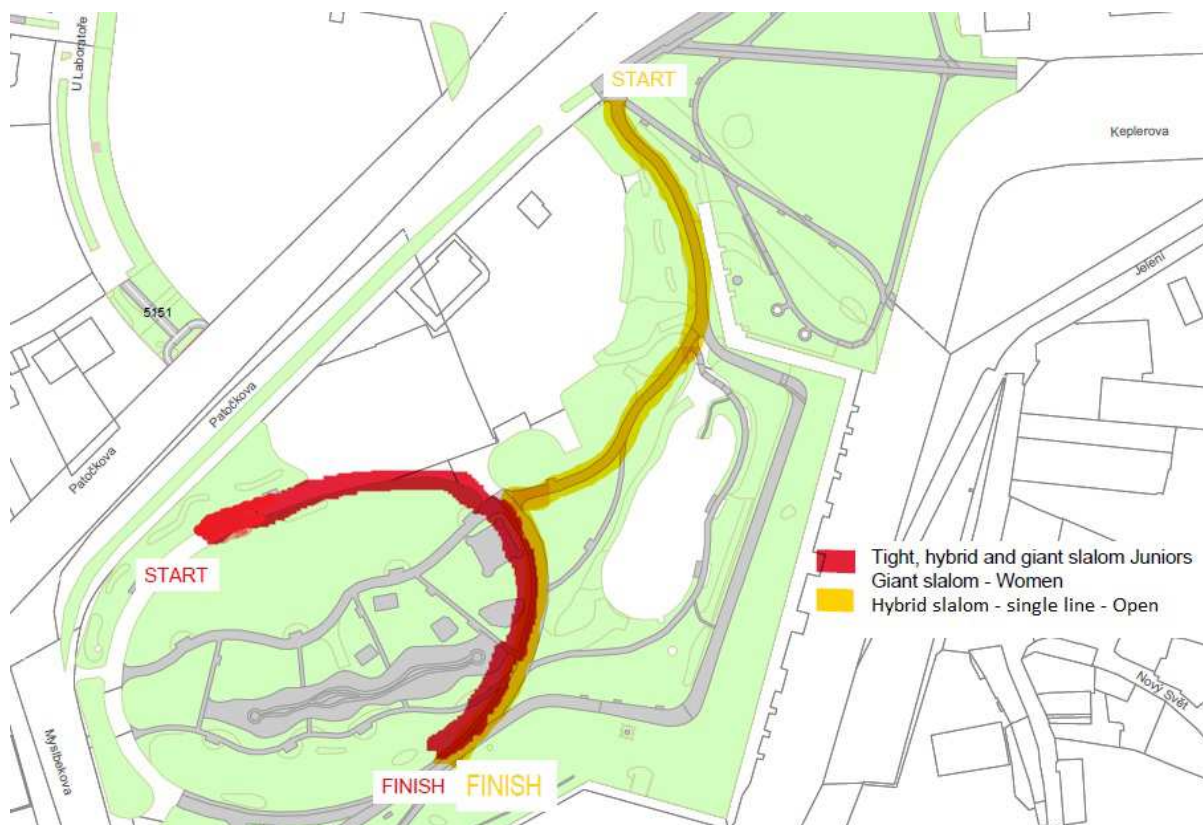 U Laboratoře
START
Keplerova
Jelení
5151
Patočkova
Patočkova
START
Tight, hybrid and giant slalom Juniors
Giant slalom - Women
Hybrid slalom - single line - Open
Nový Svět
Myslbekova
FINISH
FINISH